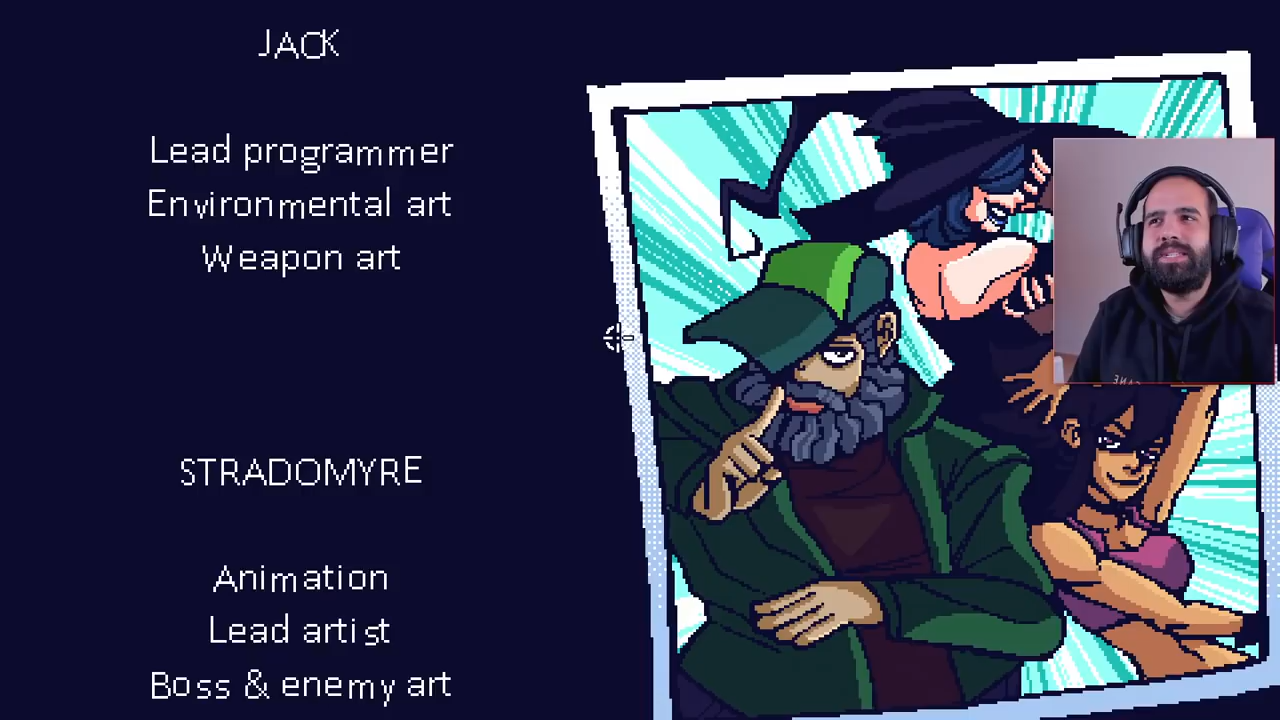 JACK
Lead programmer
Environmental art
Weapon art
STRADOMYRE
Animation
Lead artist
Boss & enemy art